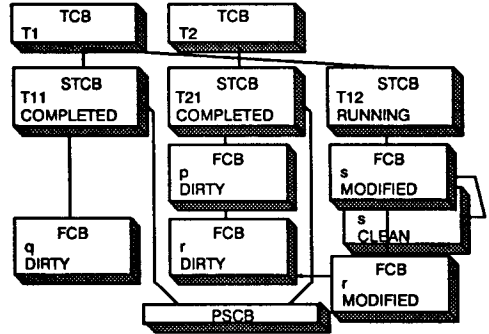 TCB
T1
TCB
T2
STCB
T11
COMPLETED
STCB
T21
COMPLETED
STCB
T12
RUNNING
FCB
p
DIRTY
FCB
s
MODIFIED
s
CLEAN
FCB
q
DIRTY
FCB
r
DIRTY
FCB
r
MODIFIED
PSCB